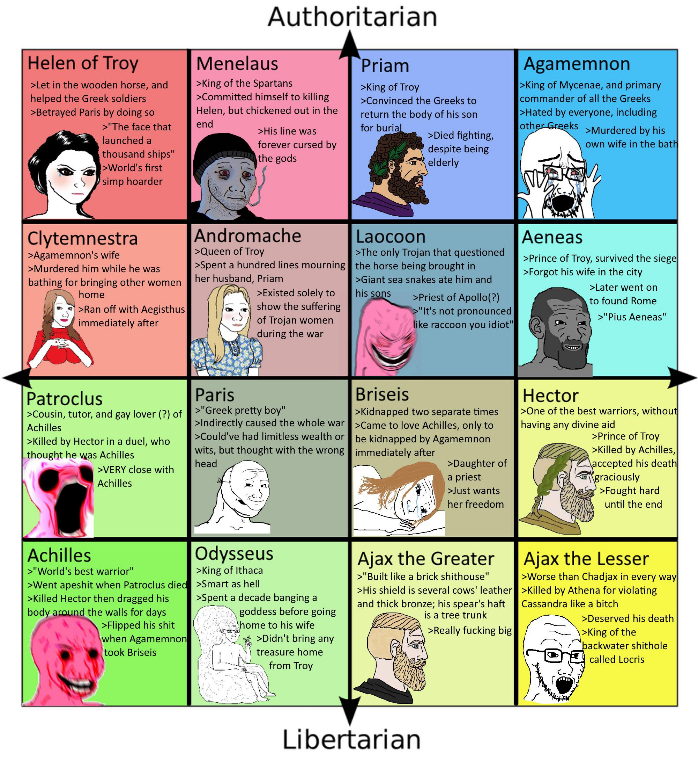 Authoritarian
Helen of Troy
>Let in the wooden horse, and
helped the Greek soldiers
>Betrayed Paris by doing so
>"The face that
launched a
thousand ships"
>World's first
simp hoarder
Menelaus
>King of the Spartans
>Committed himself to killing
Helen, but chickened out in the
end
>His line was
forever cursed by
the gods
Priam
>King of Troy
>Convinced the Greeks to
return the body of his son
for burial
>Died fighting,
despite being
elderly
Agamemnon
>King of Mycenae, and primary
commander of all the Greeks
>Hated by everyone, including
other Greeks
>Murdered by his
own wife in the bath
Clytemnestra
>Agamemnon's wife
>Murdered him while he was
bathing for bringing other women
home
>Ran off with Aegisthus
immediately after
Andromache
>Queen of Troy
>Spent a hundred lines mourning
her husband, Priam
>Existed solely to
show the suffering
of Trojan women
during the war
Laocoon
>The only Trojan that questioned
the horse being brought in
>Giant sea snakes ate him and
his sons
>Priest of Apollo(?)
>"It's not pronounced
like raccoon you idiot"
Aeneas
>Prince of Troy, survived the siege
>Forgot his wife in the city
>Later went on
to found Rome
>"Pius Aeneas"
Patroclus
>Cousin, tutor, and gay lover (?) of
Achilles
>Killed by Hector in a duel, who
thought he was Achilles
>VERY close with
Achilles
Paris
>"Greek pretty boy"
>Indirectly caused the whole war
>Could've had limitless wealth or
wits, but thought with the wrong
head
Briseis
>Kidnapped two separate times
>Came to love Achilles, only to
be kidnapped by Agamemnon
immediately after
>Daughter of
a priest
>Just wants
her freedom
Hector
>One of the best warriors, without
having any divine aid
>Prince of Troy
>Killed by Achilles,
accepted his death
graciously
>Fought hard
until the end
Achilles
>"World's best warrior"
>Went apeshit when Patroclus died
>Killed Hector then dragged his
body around the walls for days
>Flipped his shit
when Agamemnon
took Briseis
Odysseus
>King of Ithaca
>Smart as hell
>Spent a decade banging a
goddess before going
home to his wife
>Didn't bring any
treasure home
from Troy
Ajax the Greater
>"Built like a brick shithouse"
>His shield is several cows' leather
and thick bronze; his spear's haft
is a tree trunk
>Really fucking big
Ajax the Lesser
>Worse than Chadjax in every way
>Killed by Athena for violating
Cassandra like a bitch
>Deserved his death
>King of the
backwater shithole
called Locris
Libertarian